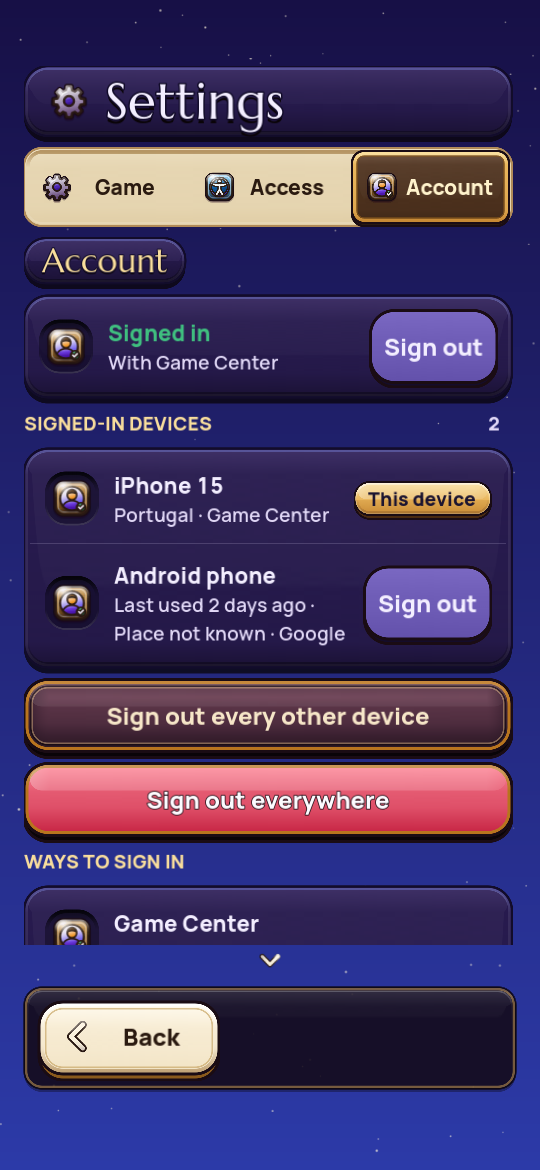 Settings
Game
Access
Account
Account
Signed in
With Game Center
Sign out
SIGNED-IN DEVICES
2
iPhone 15
Portugal · Game Center
This device
Android phone
Last used 2 days ago ·
Place not known · Google
Sign out
Sign out every other device
Sign out everywhere
WAYS TO SIGN IN
Game Center
Back